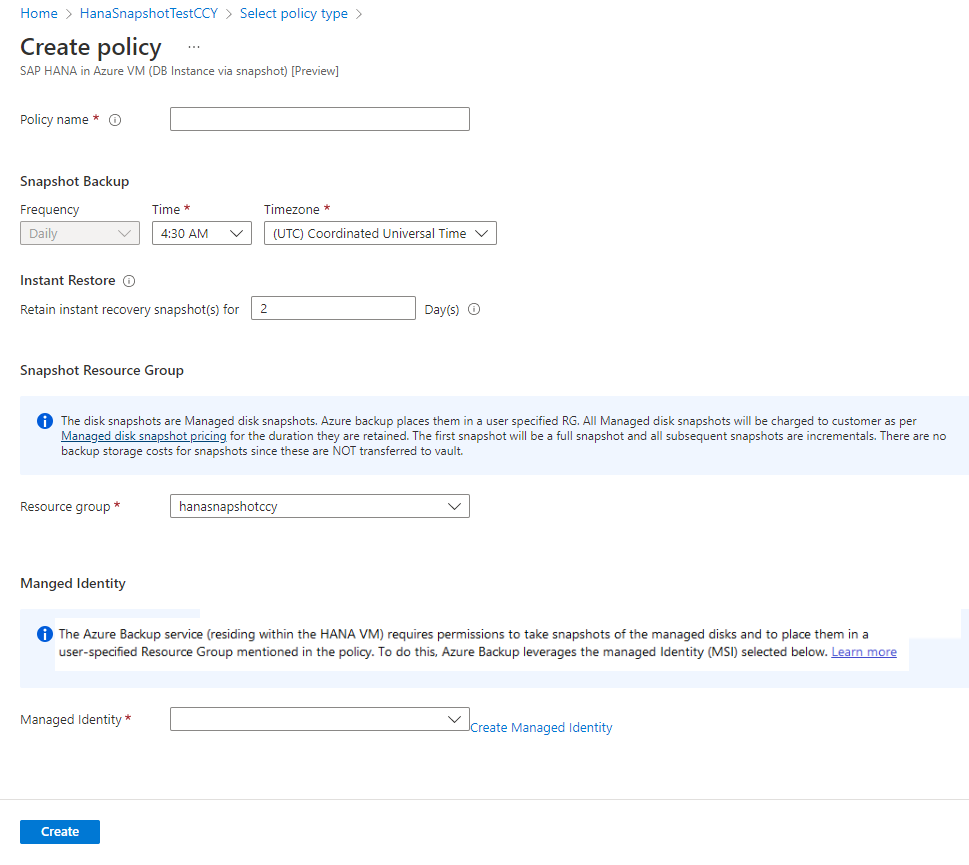 Home > HanaSnapshotTestCCY > Select policy type >
Create policy ...
SAP HANA in Azure VM (DB Instance via snapshot) [Preview]
Policy name *
Snapshot Backup
Frequency Time * Timezone *
Daily 4:30 AM (UTC) Coordinated Universal Time
Instant Restore
Retain instant recovery snapshot(s) for 2 Day(s)
Snapshot Resource Group
The disk snapshots are Managed disk snapshots. Azure backup places them in a user specified RG. All Managed disk snapshots will be charged to customer as per
Managed disk snapshot pricing for the duration they are retained. The first snapshot will be a full snapshot and all subsequent snapshots are incrementals. There are no
backup storage costs for snapshots since these are NOT transferred to vault.
Resource group * hanasnapshotccy
Manged Identity
The Azure Backup service (residing within the HANA VM) requires permissions to take snapshots of the managed disks and to place them in a
user-specified Resource Group mentioned in the policy. To do this, Azure Backup leverages the managed Identity (MSI) selected below. Learn more
Managed Identity *
Create Managed Identity
Create